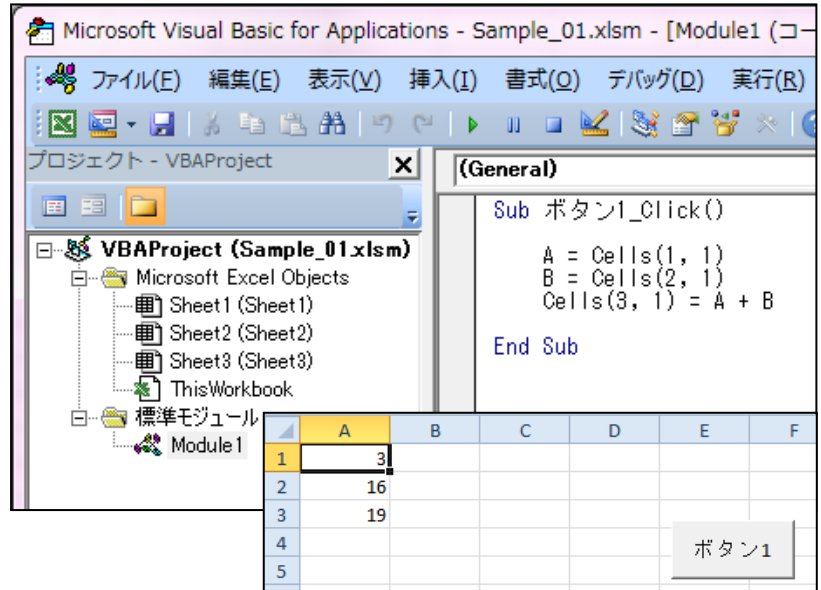 Microsoft Visual Basic for Applications - Sample_01.xlsm - [Module1 (コー
ファイル(F) 編集(E) 表示(V) 挿入(I) 書式(O) デバッグ(D) 実行(R)
プロジェクト - VBAProject
(General)
VBAProject (Sample_01.xlsm)
Microsoft Excel Objects
Sheet1 (Sheet1)
Sheet2 (Sheet2)
Sheet3 (Sheet3)
ThisWorkbook
標準モジュール
Module1
Sub ボタン1_Click()
A = Cells(1, 1)
B = Cells(2, 1)
Cells(3, 1) = A + B
End Sub
A B C D E F
1 3
2 16
3 19
4
5
ボタン1